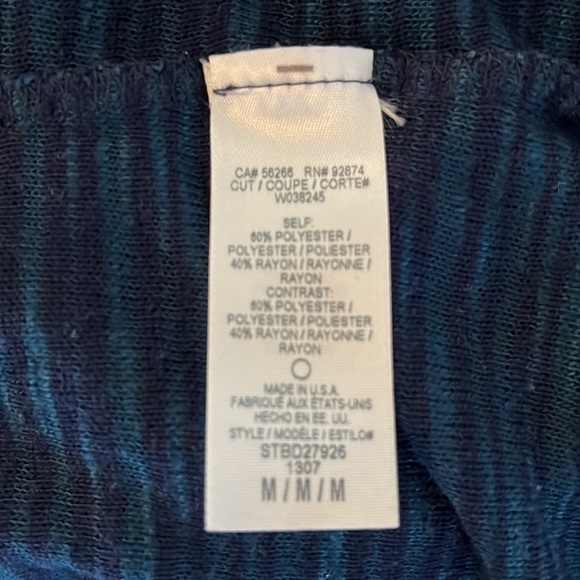 CA# 56266 RN# 92874
CUT / COUPE / CORTE#
W038245
SELF:
60% POLYESTER /
POLYESTER / POLIESTER
40% RAYON / RAYONNE /
RAYON
CONTRAST:
60% POLYESTER /
POLYESTER / POLIESTER
40% RAYON / RAYONNE /
RAYON
MADE IN U.S.A.
FABRIQUÉ AUX ÉTATS-UNIS
HECHO EN EE. UU.
STYLE / MODÈLE / ESTILO#
STBD27926
1307
M / M / M